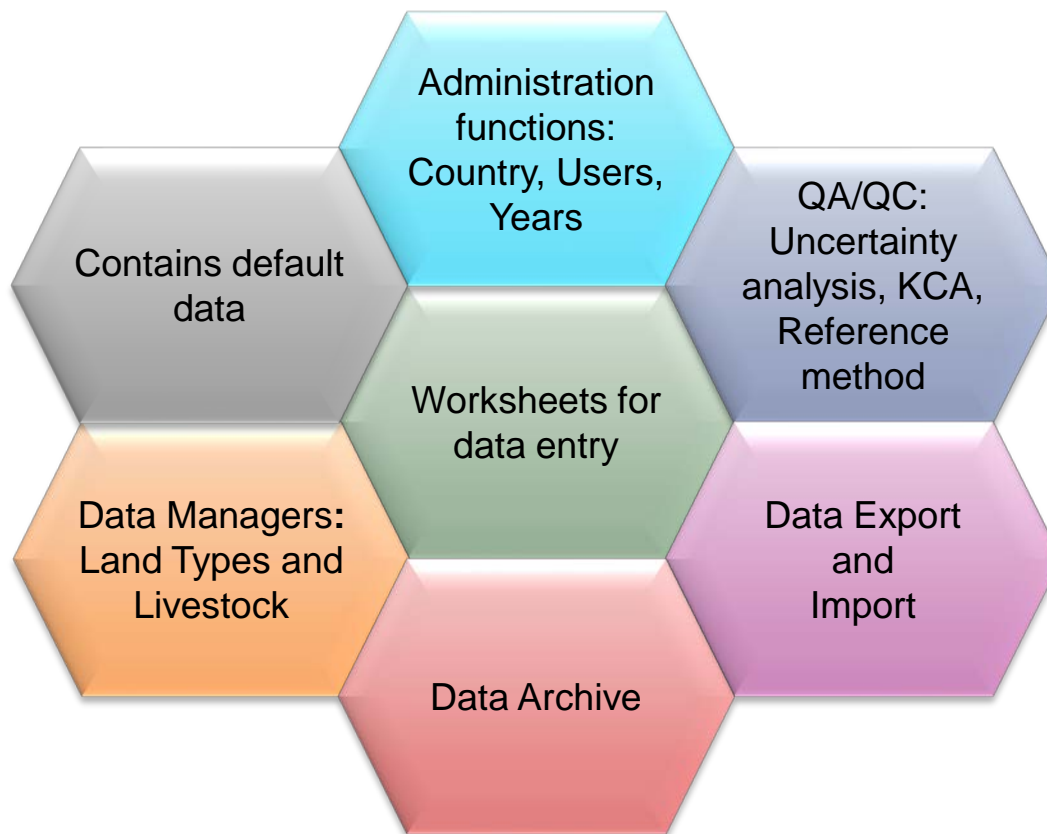 Administration
functions:
Country, Users,
Years
Contains default
data
QA/QC:
Uncertainty
analysis, KCA,
Reference
method
Worksheets for
data entry
Data Managers:
Land Types and
Livestock
Data Export
and
Import
Data Archive